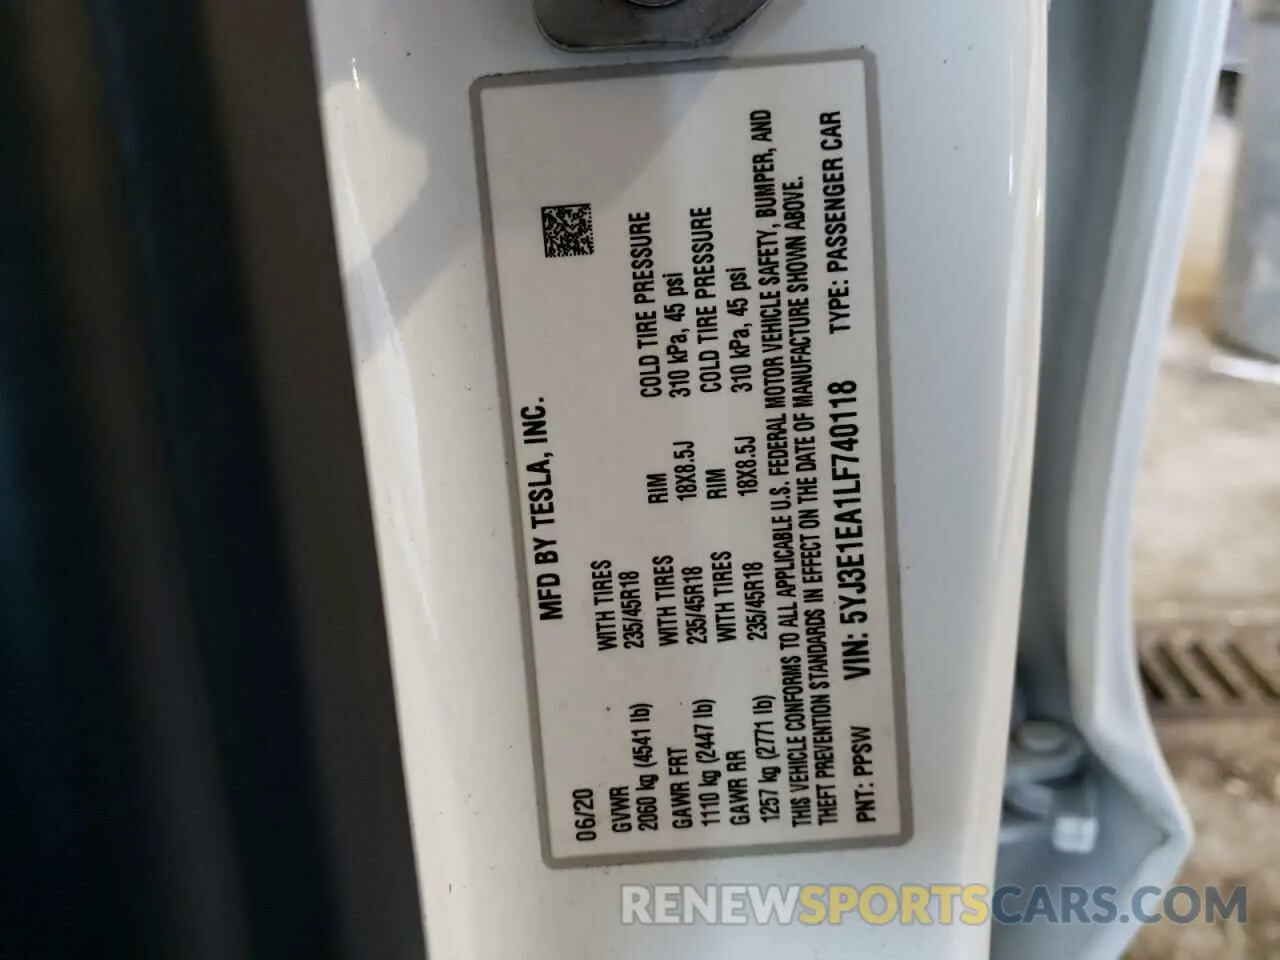 MFD BY TESLA, INC.
06/20
GVWR
2060 kg (4541 lb)
WITH TIRES
235/45R18
RIM
18X8.5J
COLD TIRE PRESSURE
310 kPa, 45 psi
GAWR FRT
1110 kg (2447 lb)
WITH TIRES
235/45R18
RIM
18X8.5J
COLD TIRE PRESSURE
310 kPa, 45 psi
GAWR RR
1257 kg (2771 lb)
WITH TIRES
235/45R18
THIS VEHICLE CONFORMS TO ALL APPLICABLE U.S. FEDERAL MOTOR VEHICLE SAFETY, BUMPER, AND
THEFT PREVENTION STANDARDS IN EFFECT ON THE DATE OF MANUFACTURE SHOWN ABOVE.
PNT: PPSW VIN: 5YJ3E1EA1LF740118 TYPE: PASSENGER CAR
RENEWSPORTSCARS.COM